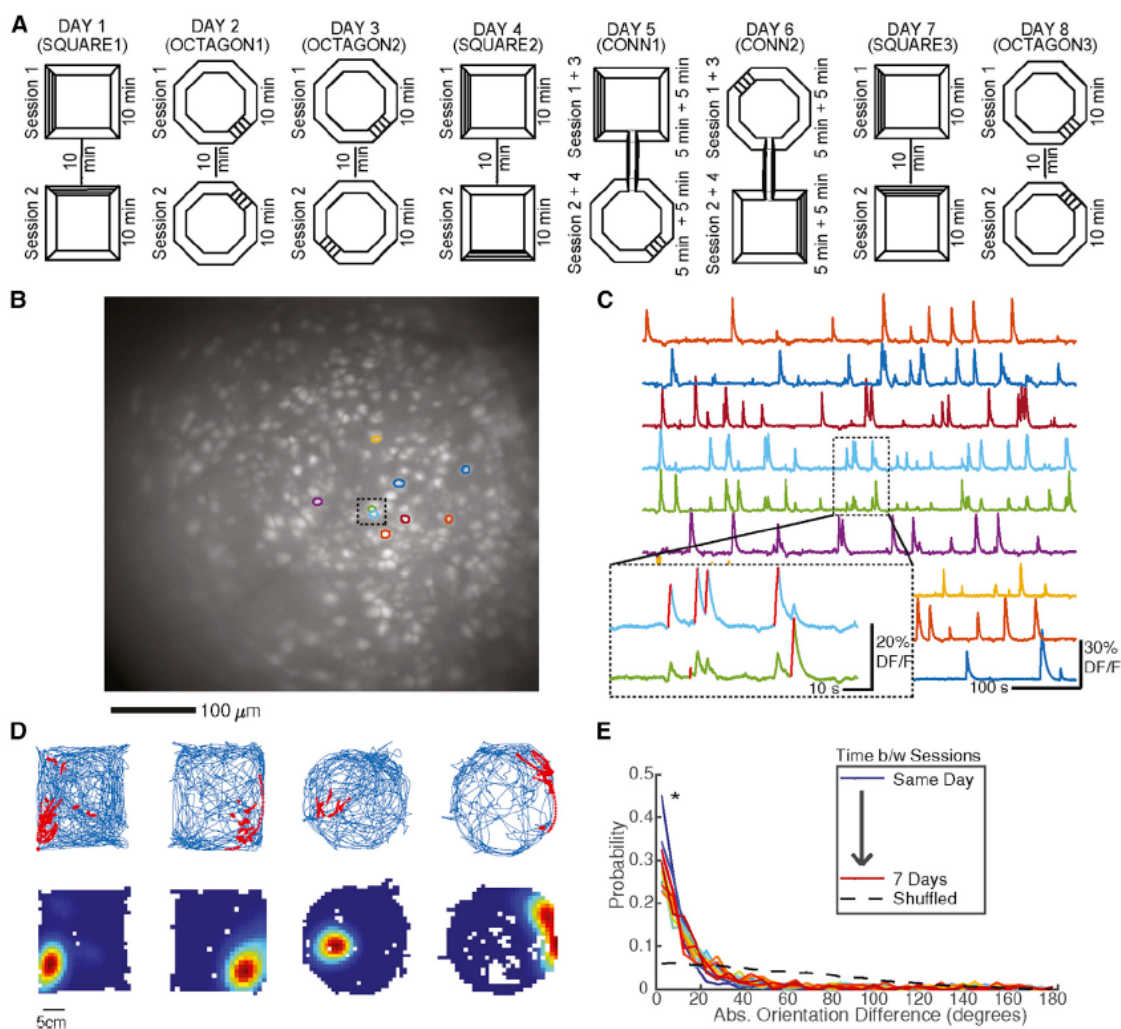 A
DAY 1
(SQUARE1)
DAY 2
(OCTAGON1)
DAY 3
(OCTAGON2)
DAY 4
(SQUARE2)
DAY 5
(CONN1)
DAY 6
(CONN2)
DAY 7
(SQUARE3)
DAY 8
(OCTAGON3)
Session 1
10 min
Session 1
10 min
Session 1
10 min
Session 1
10 min
Session 1 + 3
5 min + 5 min
Session 1 + 3
5 min + 5 min
Session 1
10 min
Session 1
10 min
10
min
10
min
10
min
10
min
10
min
10
min
Session 2
10 min
Session 2
10 min
Session 2
10 min
Session 2
10 min
Session 2 + 4
5 min + 5 min
Session 2 + 4
5 min + 5 min
Session 2
10 min
Session 2
10 min
B
100 μm
C
20%
DF/F
10 s
30%
DF/F
100 s
D
5cm
E
Time b/w Sessions
Same Day
7 Days
Shuffled
*
Probability
0.5
0.4
0.3
0.2
0.1
0
0 20 40 60 80 100 120 140 160 180
Abs. Orientation Difference (degrees)